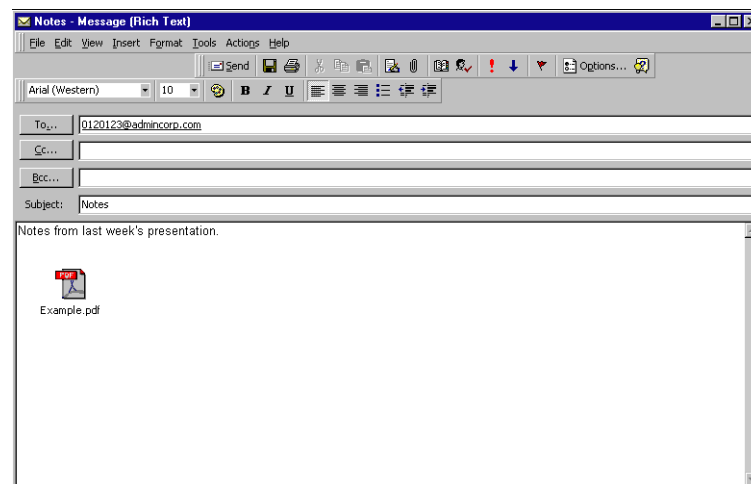 Notes - Message (Rich Text)
File Edit View Insert Format Tools Actions Help
Send Options...
Arial (Western) 10 B I U
To... 0120123@admincorp.com
Cc...
Bcc...
Subject: Notes
Notes from last week's presentation.
PDF
Example.pdf